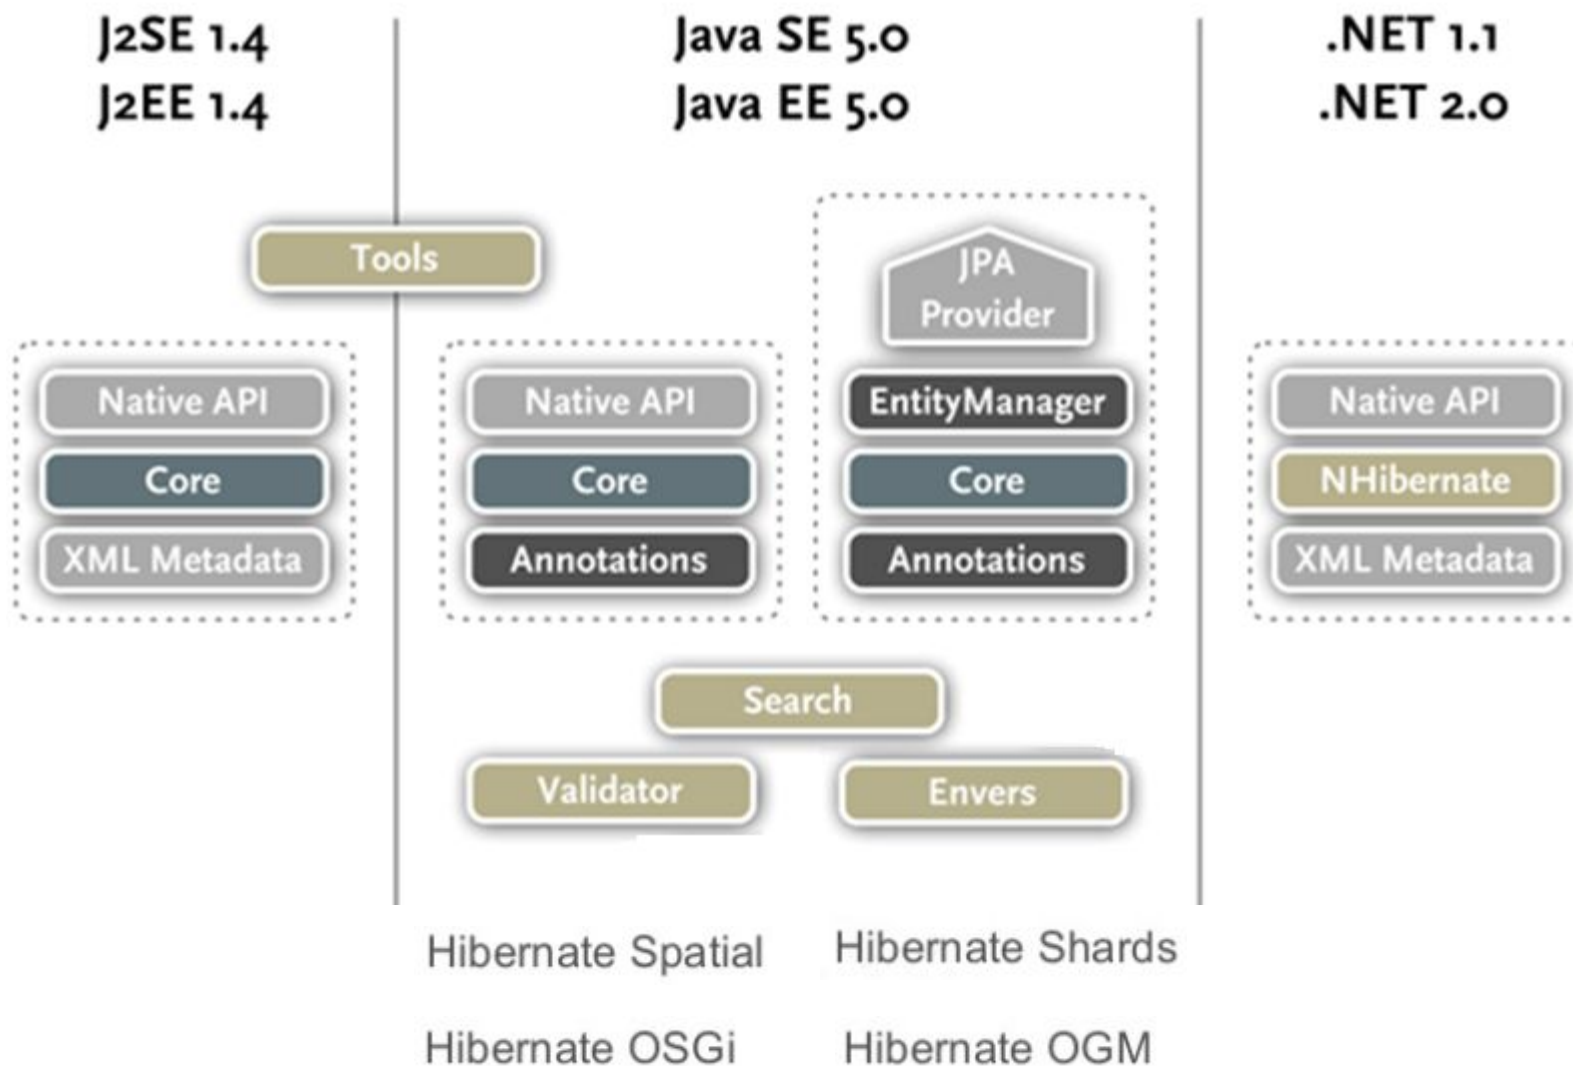 J2SE 1.4
J2EE 1.4
Java SE 5.0
Java EE 5.0
.NET 1.1
.NET 2.0
Tools
JPA
Provider
Native API
Core
XML Metadata
Native API
Core
Annotations
EntityManager
Core
Annotations
Native API
NHibernate
XML Metadata
Search
Validator
Envers
Hibernate Spatial
Hibernate Shards
Hibernate OSGi
Hibernate OGM